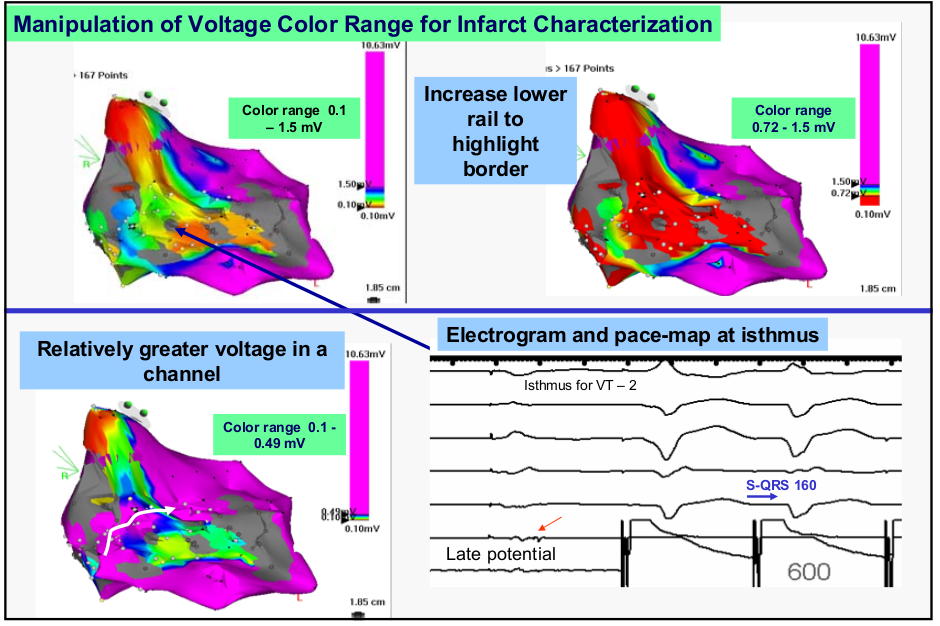 Manipulation of Voltage Color Range for Infarct Characterization
10.63mV
> 167 Points
Color range 0.1
– 1.5 mV
R
1.50mV
0.10mV
0.10mV
L
1.85 cm
Increase lower
rail to
highlight
border
10.63mV
s > 167 Points
Color range
0.72 - 1.5 mV
1.50mV
0.72mV
0.10mV
L
1.85 cm
Relatively greater voltage in a
channel
10.63mV
Color range 0.1 -
0.49 mV
R
0.49mV
0.10mV
0.10mV
L
1.85 cm
Electrogram and pace-map at isthmus
Isthmus for VT – 2
S-QRS 160
Late potential
600